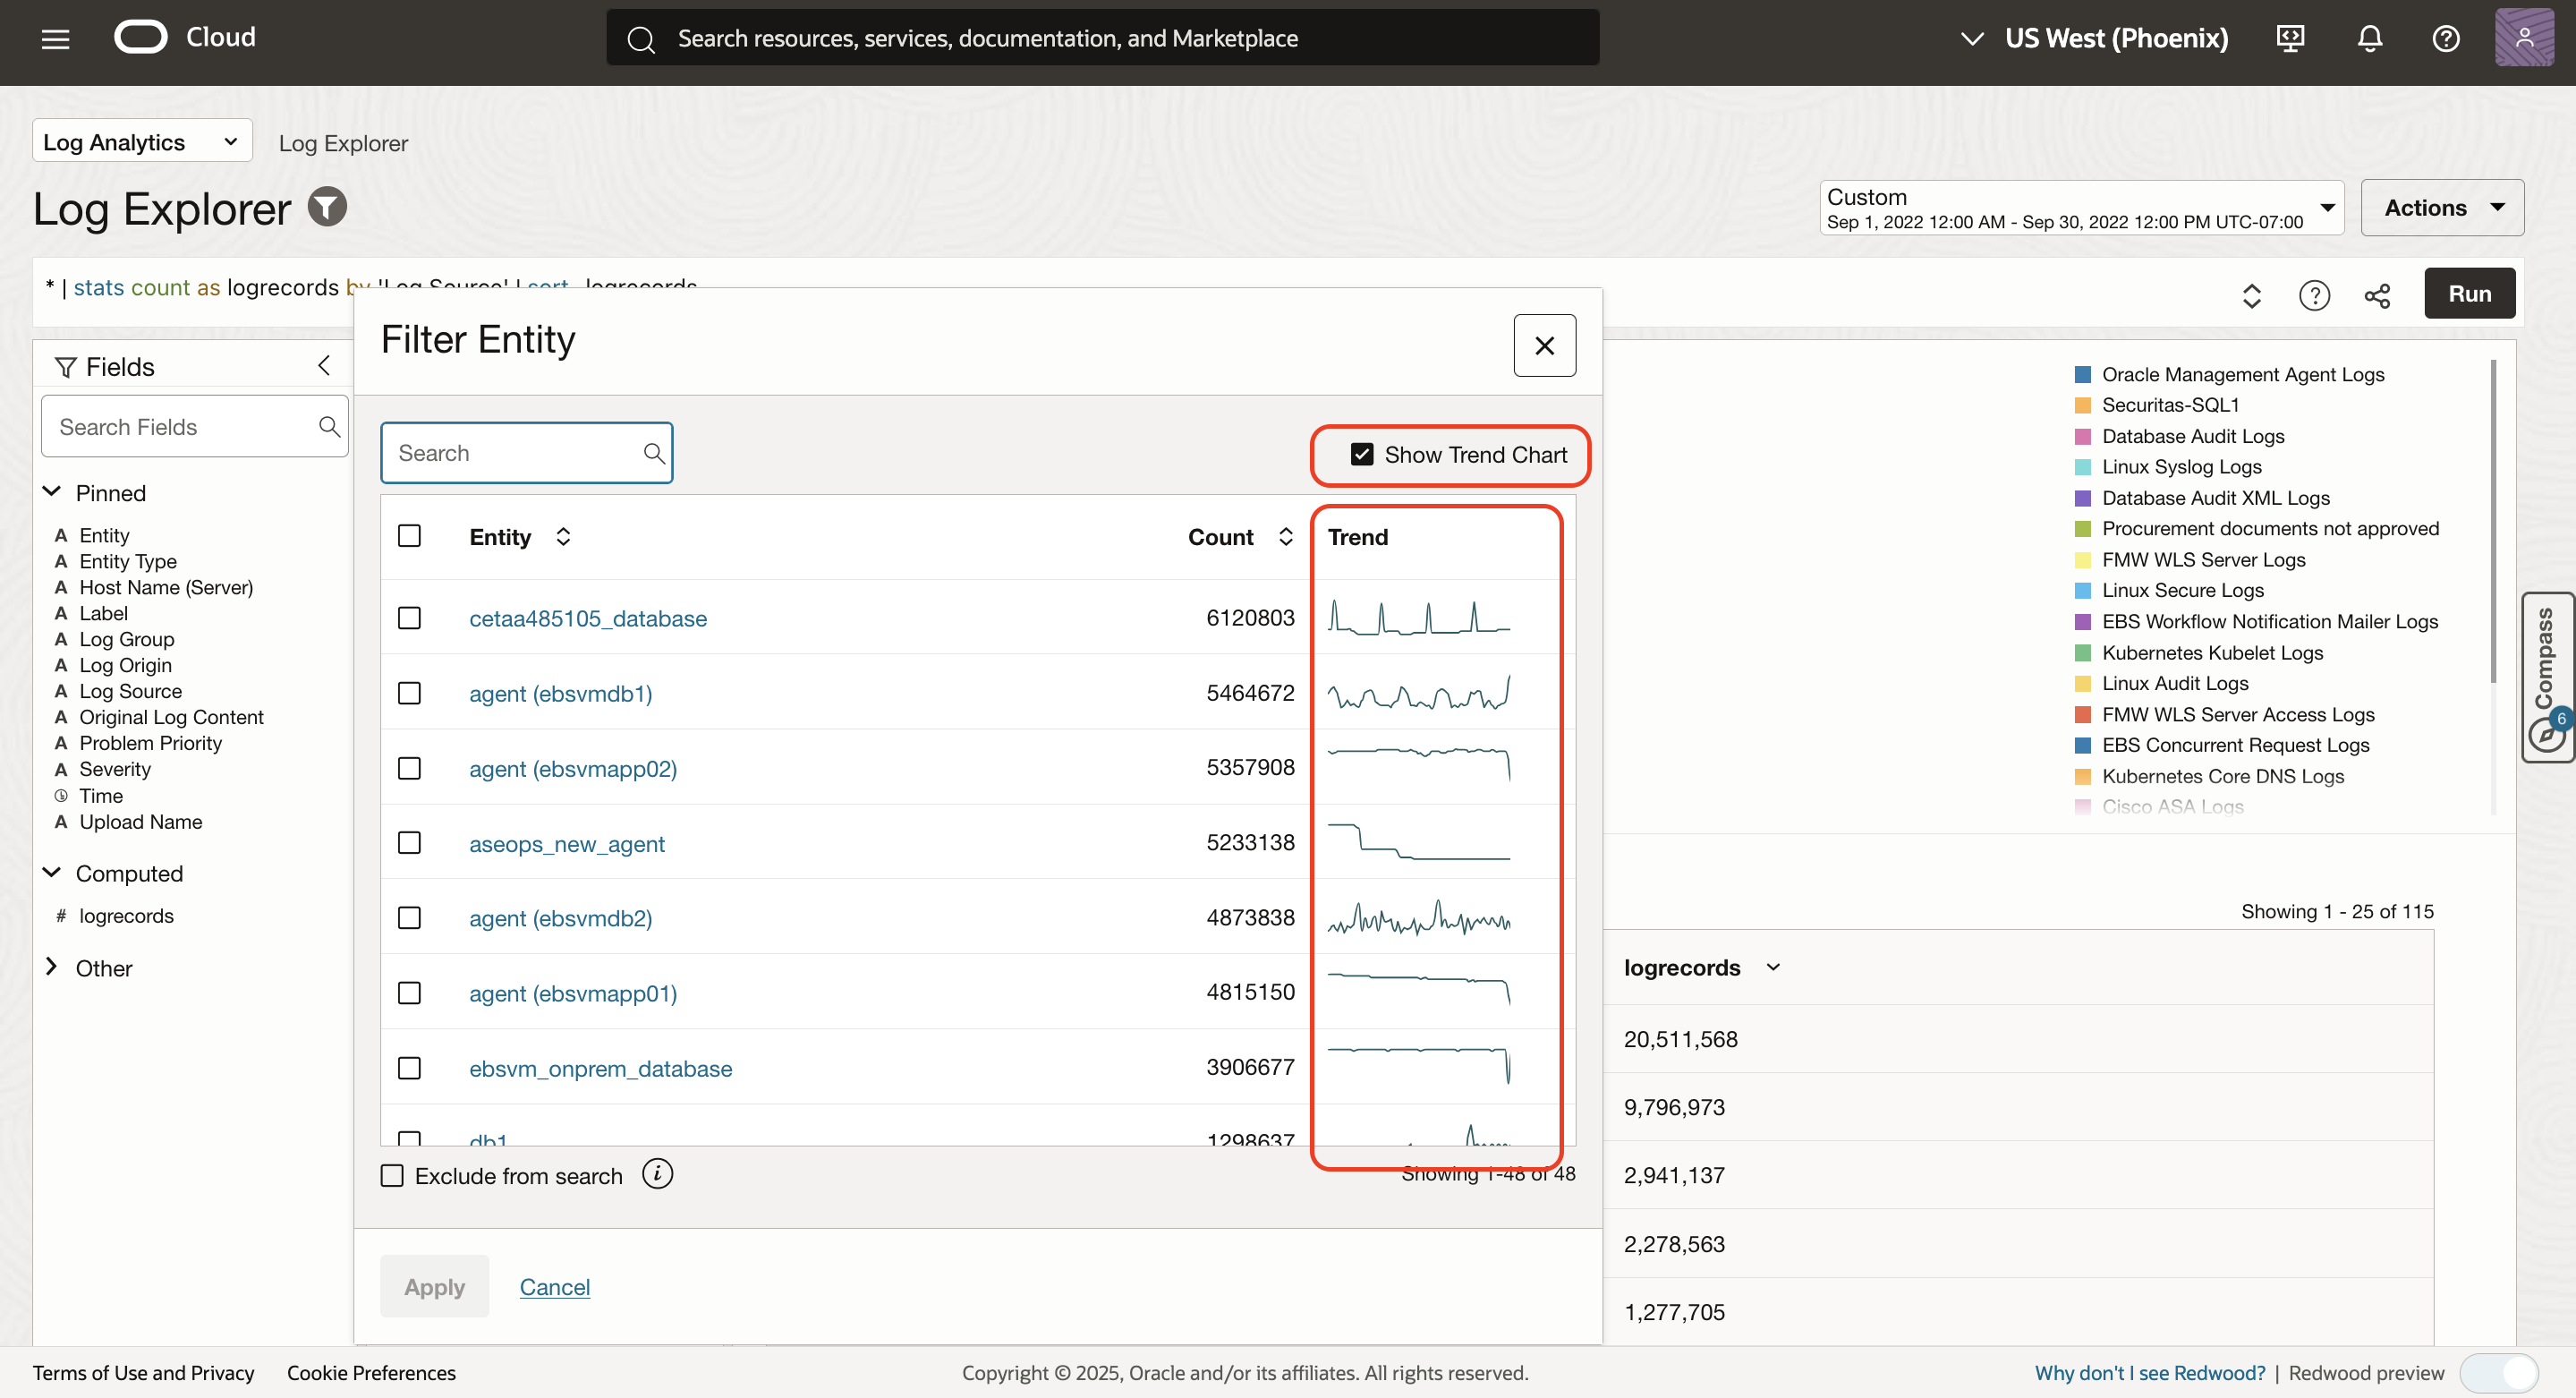 Cloud
Search resources, services, documentation, and Marketplace
US West (Phoenix)
Log Analytics
Log Explorer
Log Explorer
Custom
Sep 1, 2022 12:00 AM - Sep 30, 2022 12:00 PM UTC-07:00
Actions
* | stats count as logrecords by 'Log Source' | sort -logrecords
Run
Fields
Search Fields
Pinned
A Entity
A Entity Type
A Host Name (Server)
A Label
A Log Group
A Log Origin
A Log Source
A Original Log Content
A Problem Priority
A Severity
Time
A Upload Name
Computed
# logrecords
Other
Filter Entity
Search
Show Trend Chart
Entity Count Trend
cetaa485105_database 6120803
agent (ebsvmdb1) 5464672
agent (ebsvmapp02) 5357908
aseops_new_agent 5233138
agent (ebsvmdb2) 4873838
agent (ebsvmapp01) 4815150
ebsvm_onprem_database 3906677
db1 1298637
Exclude from search
Showing 1-48 of 48
Apply
Cancel
Oracle Management Agent Logs
Securitas-SQL1
Database Audit Logs
Linux Syslog Logs
Database Audit XML Logs
Procurement documents not approved
FMW WLS Server Logs
Linux Secure Logs
EBS Workflow Notification Mailer Logs
Kubernetes Kubelet Logs
Linux Audit Logs
FMW WLS Server Access Logs
EBS Concurrent Request Logs
Kubernetes Core DNS Logs
Cisco ASA Logs
Compass
6
Showing 1 - 25 of 115
logrecords
20,511,568
9,796,973
2,941,137
2,278,563
1,277,705
Terms of Use and Privacy
Cookie Preferences
Copyright © 2025, Oracle and/or its affiliates. All rights reserved.
Why don't I see Redwood? | Redwood preview